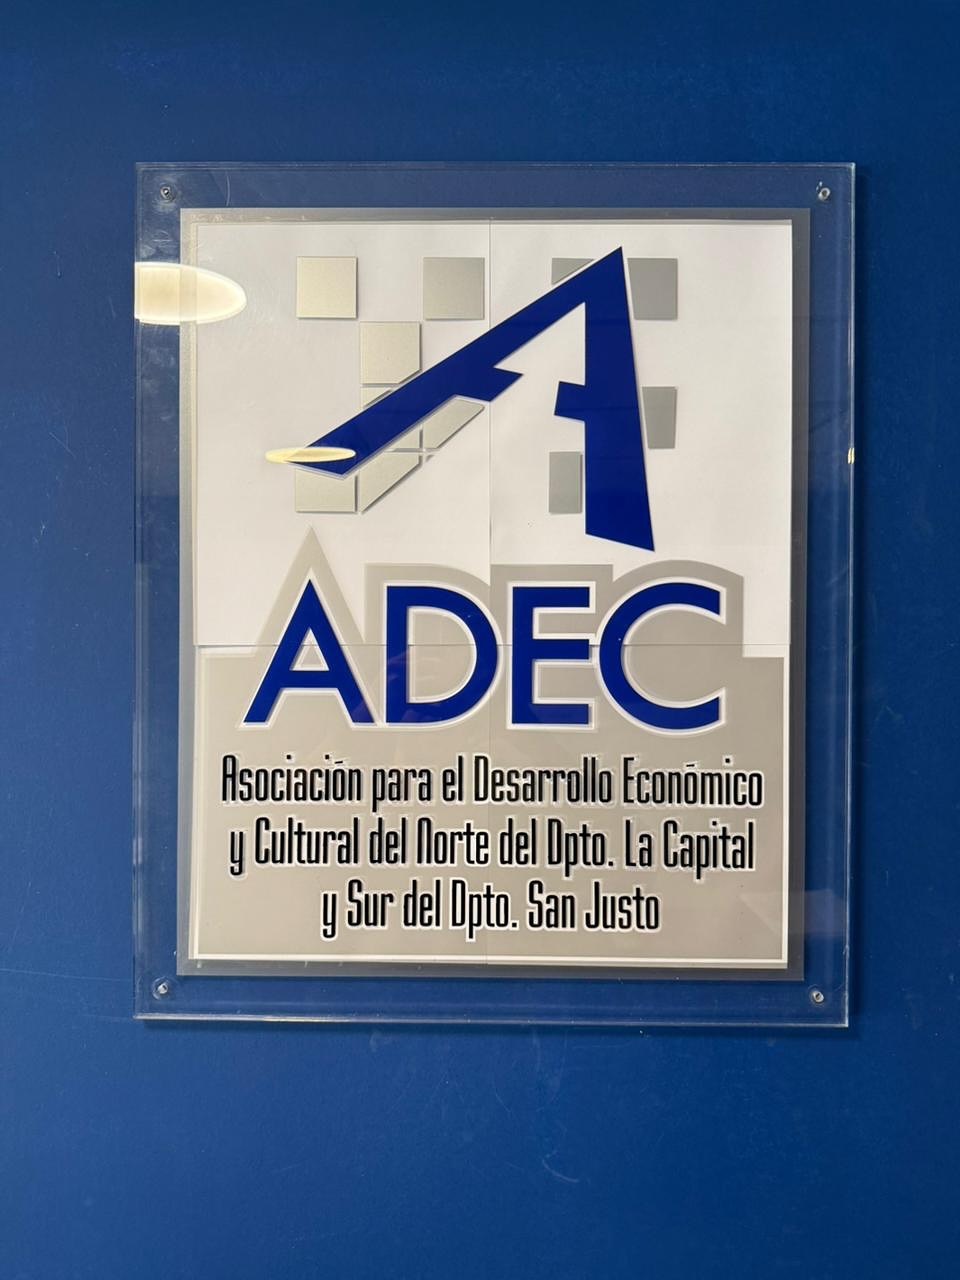 ADEC
Asociación para el Desarrollo Económico
y Cultural del Norte del Dpto. La Capital
y Sur del Dpto. San Justo